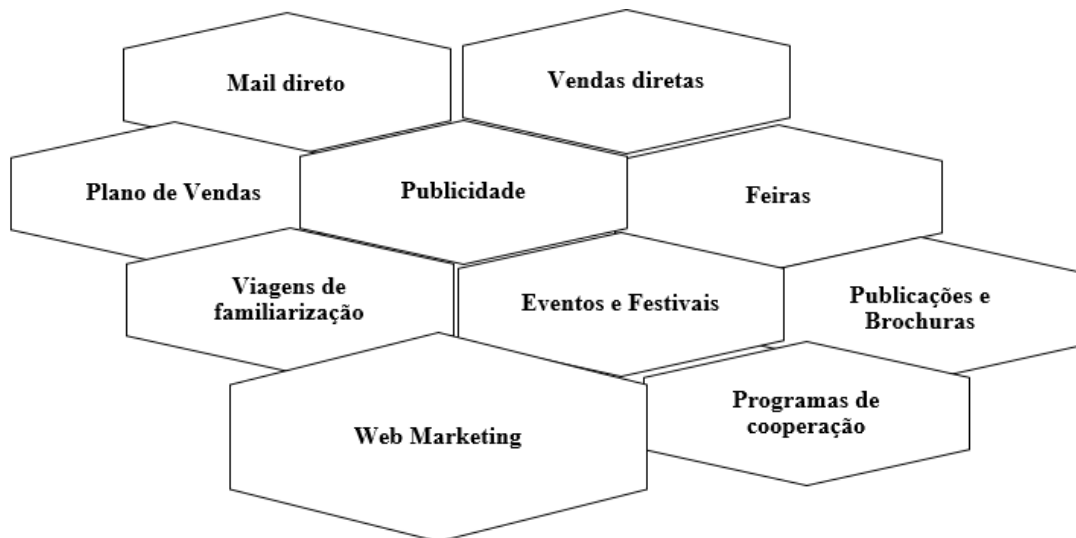 Mail direto
Vendas diretas
Plano de Vendas
Publicidade
Feiras
Viagens de
familiarização
Eventos e Festivais
Publicações e
Brochuras
Web Marketing
Programas de
cooperação